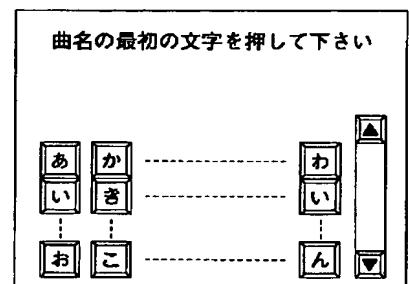 曲名の最初の文字を押して下さい
あ か わ
い き い
お こ ん